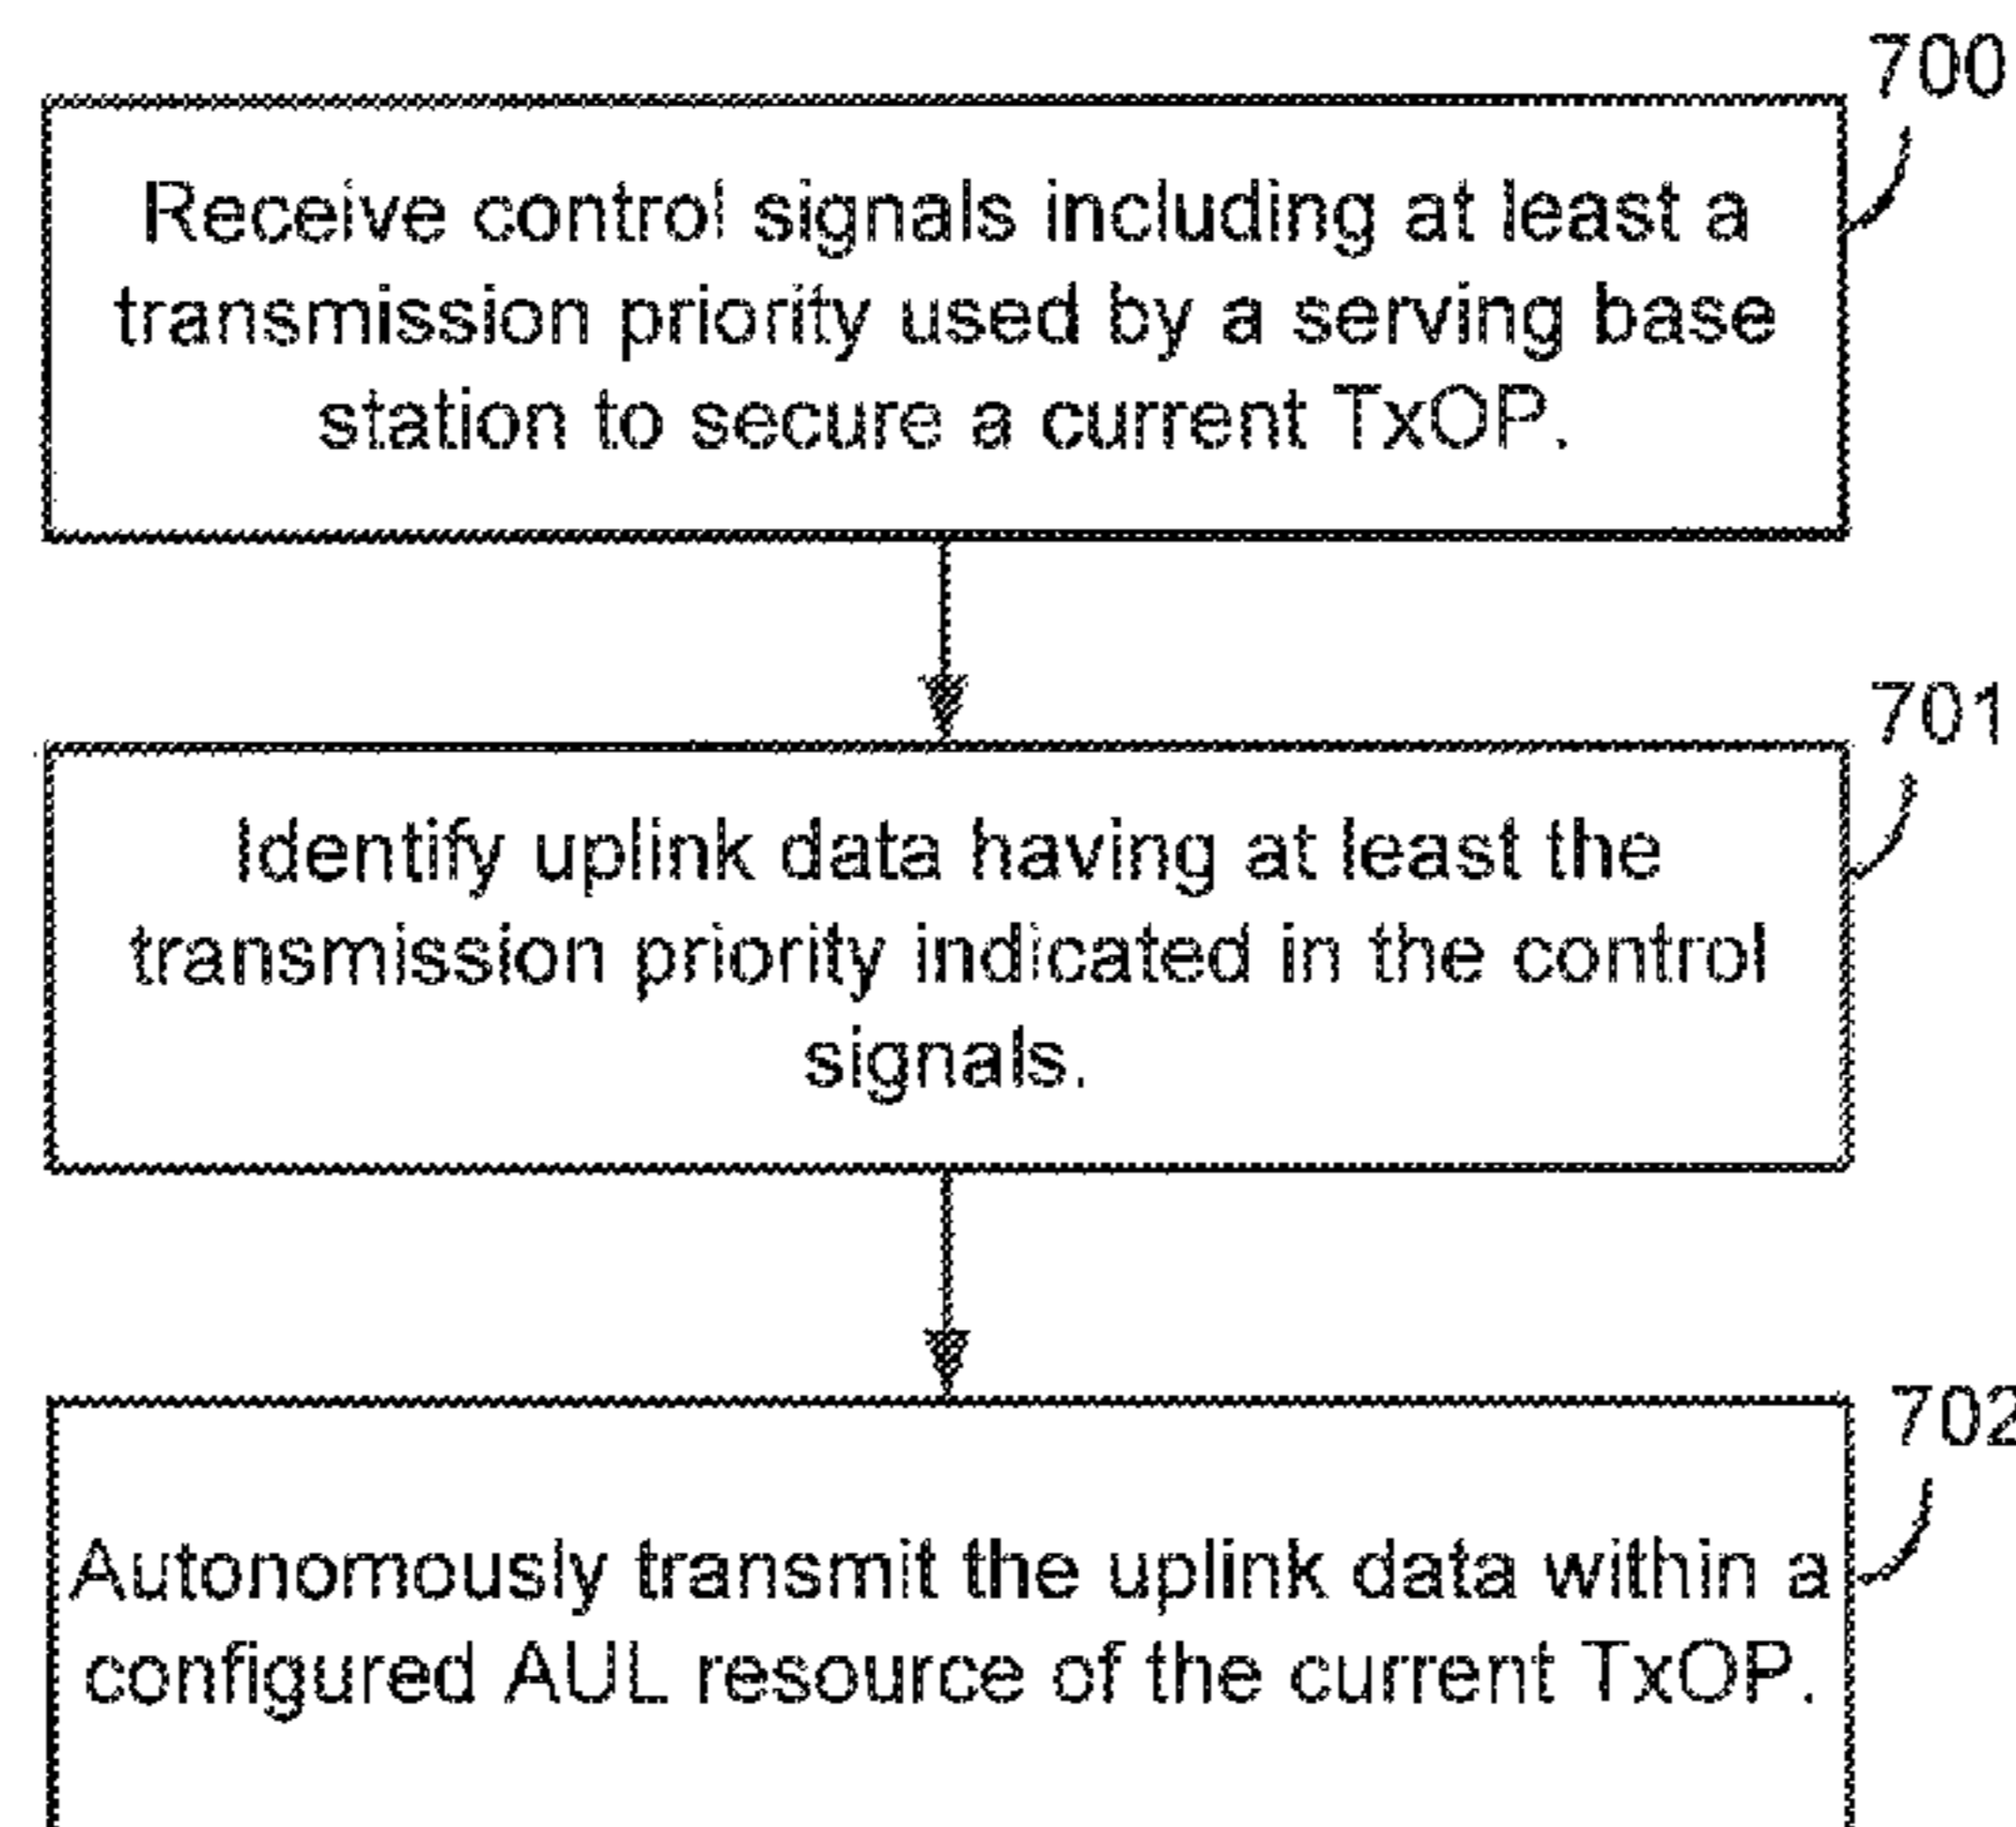 700
Receive control signals including at least a
transmission priority used by a serving base
station to secure a current TxOP.
701
Identify uplink data having at least the
transmission priority indicated in the control
signals.
702
Autonomously transmit the uplink data within a
configured AUL resource of the current TxOP.